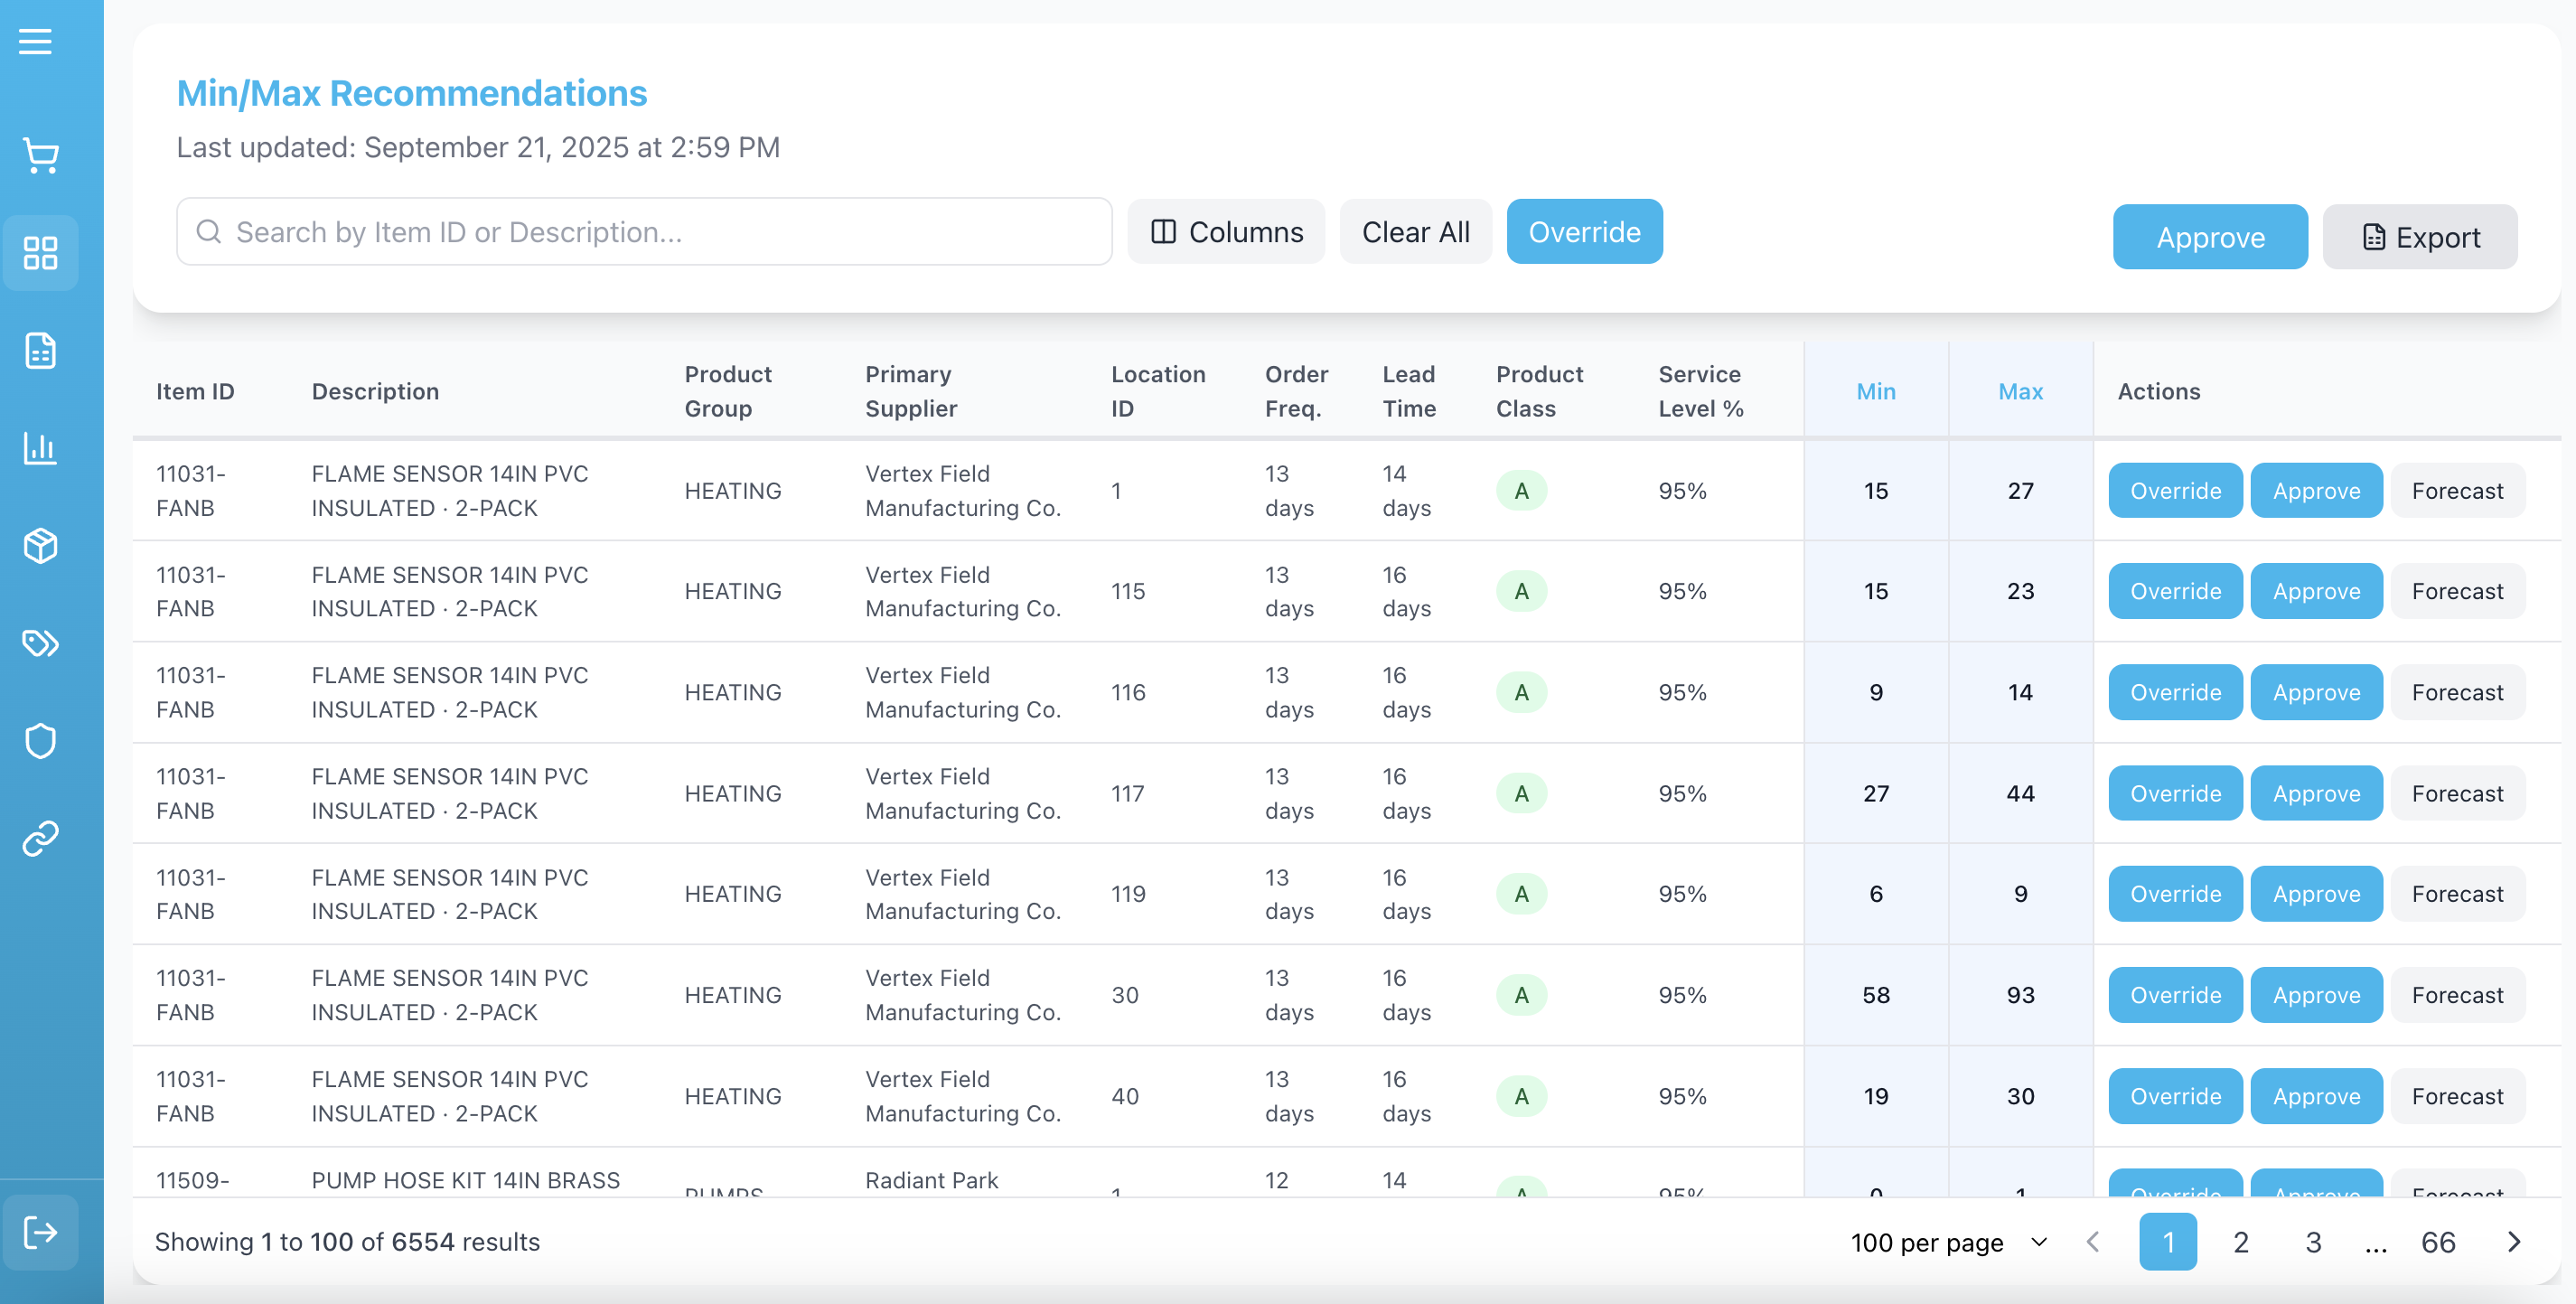 Min/Max Recommendations
Last updated: September 21, 2025 at 2:59 PM
Search by Item ID or Description...
Columns
Clear All
Override
Approve
Export
Item ID
Description
Product
Group
Primary
Supplier
Location
ID
Order
Freq.
Lead
Time
Product
Class
Service
Level %
Min
Max
Actions
11031-
FANB
FLAME SENSOR 14IN PVC
INSULATED · 2-PACK
HEATING
Vertex Field
Manufacturing Co.
1
13
days
14
days
A
95%
15
27
Override
Approve
Forecast
11031-
FANB
FLAME SENSOR 14IN PVC
INSULATED · 2-PACK
HEATING
Vertex Field
Manufacturing Co.
115
13
days
16
days
A
95%
15
23
Override
Approve
Forecast
11031-
FANB
FLAME SENSOR 14IN PVC
INSULATED · 2-PACK
HEATING
Vertex Field
Manufacturing Co.
116
13
days
16
days
A
95%
9
14
Override
Approve
Forecast
11031-
FANB
FLAME SENSOR 14IN PVC
INSULATED · 2-PACK
HEATING
Vertex Field
Manufacturing Co.
117
13
days
16
days
A
95%
27
44
Override
Approve
Forecast
11031-
FANB
FLAME SENSOR 14IN PVC
INSULATED · 2-PACK
HEATING
Vertex Field
Manufacturing Co.
119
13
days
16
days
A
95%
6
9
Override
Approve
Forecast
11031-
FANB
FLAME SENSOR 14IN PVC
INSULATED · 2-PACK
HEATING
Vertex Field
Manufacturing Co.
30
13
days
16
days
A
95%
58
93
Override
Approve
Forecast
11031-
FANB
FLAME SENSOR 14IN PVC
INSULATED · 2-PACK
HEATING
Vertex Field
Manufacturing Co.
40
13
days
16
days
A
95%
19
30
Override
Approve
Forecast
11509-
PUMP HOSE KIT 14IN BRASS
PUMPS
Radiant Park
1
12
14
A
95%
0
1
Override
Approve
Forecast
Showing 1 to 100 of 6554 results
100 per page
1
2
3
...
66